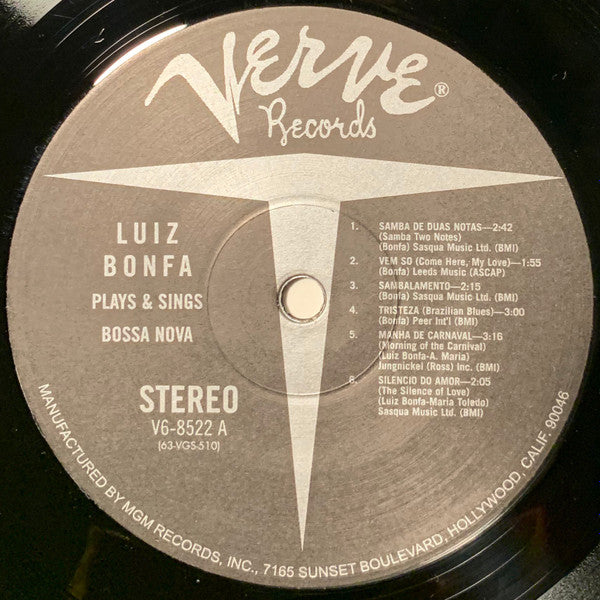 Verve®
Records
LUIZ
BONFA
PLAYS & SINGS
BOSSA NOVA
STEREO
V6-8522 A
(63-VGS-510)
1. SAMBA DE DUAS NOTAS—2:42
(Samba Two Notes)
(Bonfa) Sasqua Music Ltd. (BMI)
2. VEM SO (Come Here, My Love)—1:55
(Bonfa) Leeds Music (ASCAP)
3. SAMBALAMENTO—2:15
(Bonfa) Sasqua Music Ltd. (BMI)
4. TRISTEZA (Brazilian Blues)—3:00
(Bonfa) Peer Int'l (BMI)
5. MANHA DE CARNAVAL—3:16
(Morning of the Carnival)
(Luiz Bonfa-A. Maria)
Jungnickel (Ross) Inc. (BMI)
6. SILENCIO DO AMOR—2:05
(The Silence of Love)
(Luiz Bonfa-Maria Toledo)
Sasqua Music Ltd. (BMI)
MANUFACTURED BY MGM RECORDS, INC., 7165 SUNSET BOULEVARD, HOLLYWOOD, CALIF. 90046